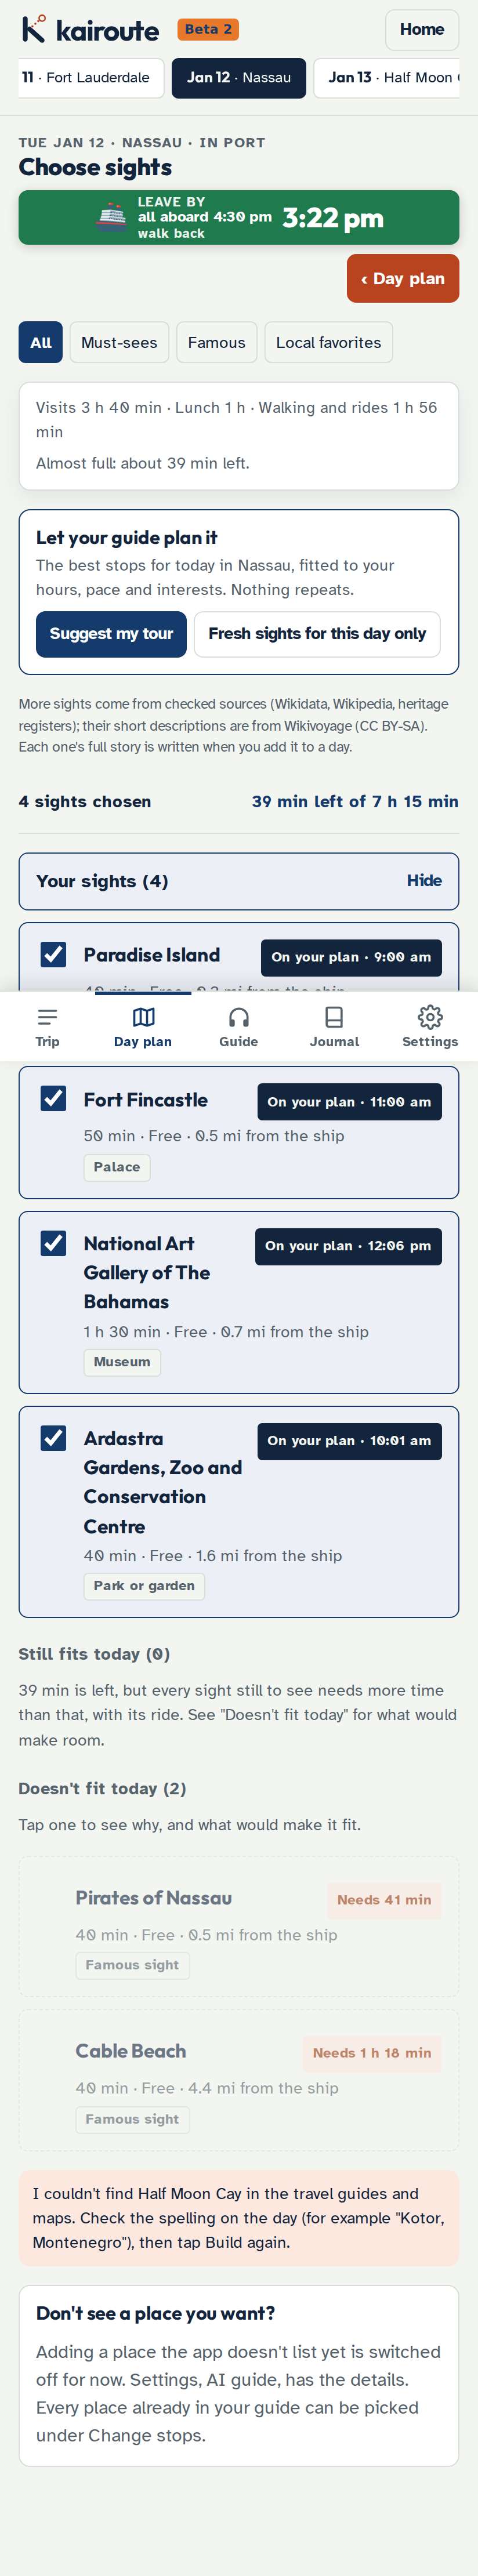 kairoute
Beta 2
Home
11 · Fort Lauderdale
Jan 12 · Nassau
Jan 13 · Half Moon
TUE JAN 12 · NASSAU · IN PORT
Choose sights
LEAVE BY
all aboard 4:30 pm
walk back
3:22 pm
‹ Day plan
All
Must-sees
Famous
Local favorites
Visits 3 h 40 min · Lunch 1 h · Walking and rides 1 h 56
min
Almost full: about 39 min left.
Let your guide plan it
The best stops for today in Nassau, fitted to your
hours, pace and interests. Nothing repeats.
Suggest my tour
Fresh sights for this day only
More sights come from checked sources (Wikidata, Wikipedia, heritage
registers); their short descriptions are from Wikivoyage (CC BY-SA).
Each one's full story is written when you add it to a day.
4 sights chosen
39 min left of 7 h 15 min
Your sights (4)
Hide
Paradise Island
On your plan · 9:00 am
Trip
Day plan
Guide
Journal
Settings
Fort Fincastle
On your plan · 11:00 am
50 min · Free · 0.5 mi from the ship
Palace
National Art
Gallery of The
Bahamas
On your plan · 12:06 pm
1 h 30 min · Free · 0.7 mi from the ship
Museum
Ardastra
Gardens, Zoo and
Conservation
Centre
On your plan · 10:01 am
40 min · Free · 1.6 mi from the ship
Park or garden
Still fits today (0)
39 min is left, but every sight still to see needs more time
than that, with its ride. See "Doesn't fit today" for what would
make room.
Doesn't fit today (2)
Tap one to see why, and what would make it fit.
Pirates of Nassau
Needs 41 min
40 min · Free · 0.5 mi from the ship
Famous sight
Cable Beach
Needs 1 h 18 min
40 min · Free · 4.4 mi from the ship
Famous sight
I couldn't find Half Moon Cay in the travel guides and
maps. Check the spelling on the day (for example "Kotor,
Montenegro"), then tap Build again.
Don't see a place you want?
Adding a place the app doesn't list yet is switched
off for now. Settings, AI guide, has the details.
Every place already in your guide can be picked
under Change stops.